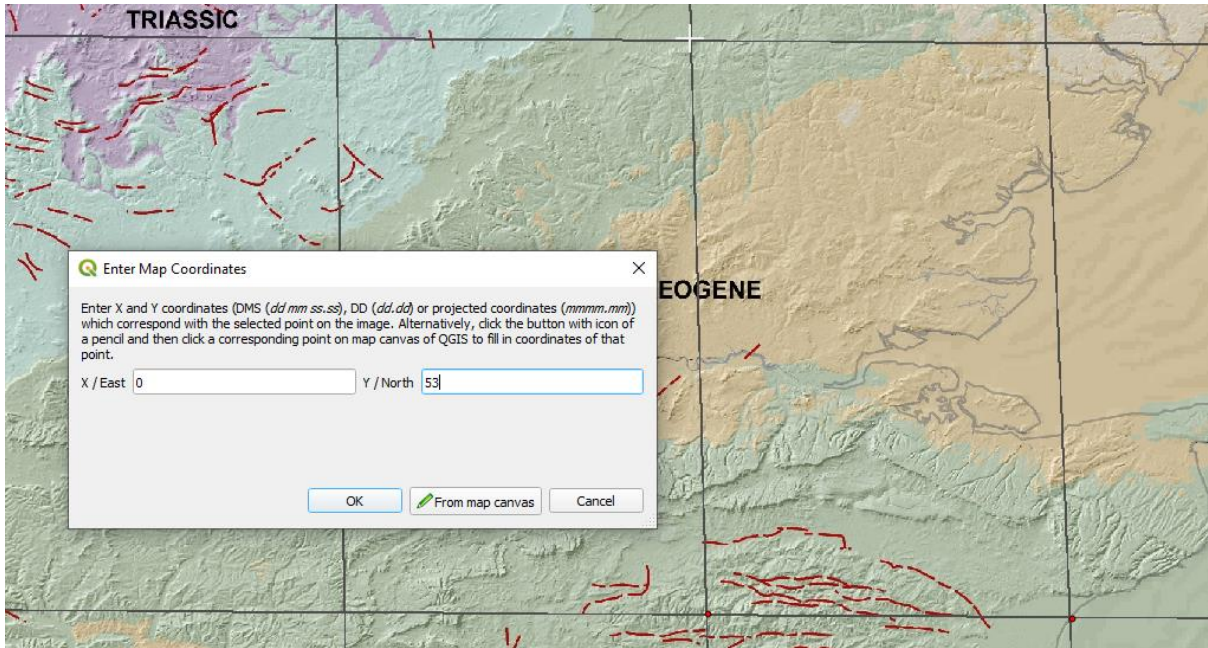 TRIASSIC
EOGENE
Enter Map Coordinates
Enter X and Y coordinates (DMS (dd mm ss.ss), DD (dd.dd) or projected coordinates (mmmm.mm))
which correspond with the selected point on the image. Alternatively, click the button with icon of
a pencil and then click a corresponding point on map canvas of QGIS to fill in coordinates of that
point.
X / East 0 Y / North 53
OK From map canvas Cancel